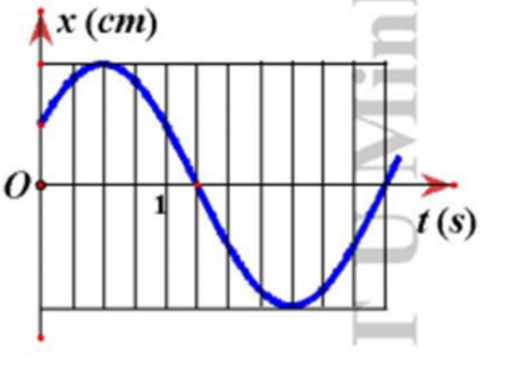 x (cm)
O
1
t (s)